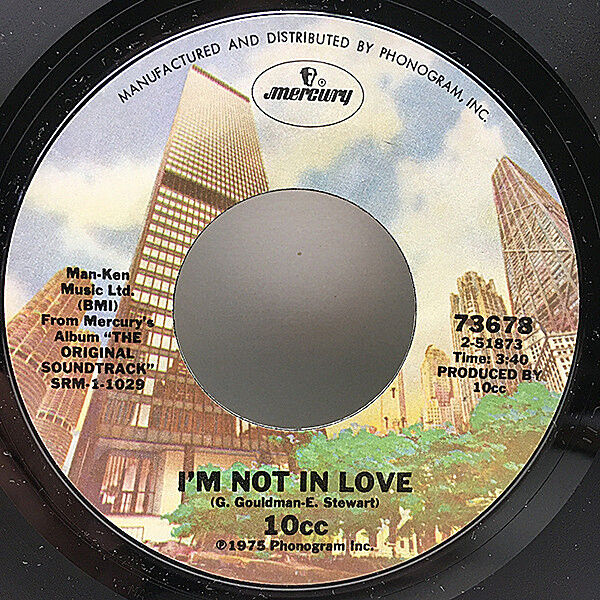 MANUFACTURED AND DISTRIBUTED BY PHONOGRAM, INC.
mercury
®
Man-Ken
Music Ltd.
(BMI)
From Mercury's
Album "THE
ORIGINAL
SOUNDTRACK"
SRM-1-1029
73678
2-51873
Time: 3:40
PRODUCED BY
10cc
I'M NOT IN LOVE
(G. Gouldman-E. Stewart)
10cc
℗1975 Phonogram Inc.